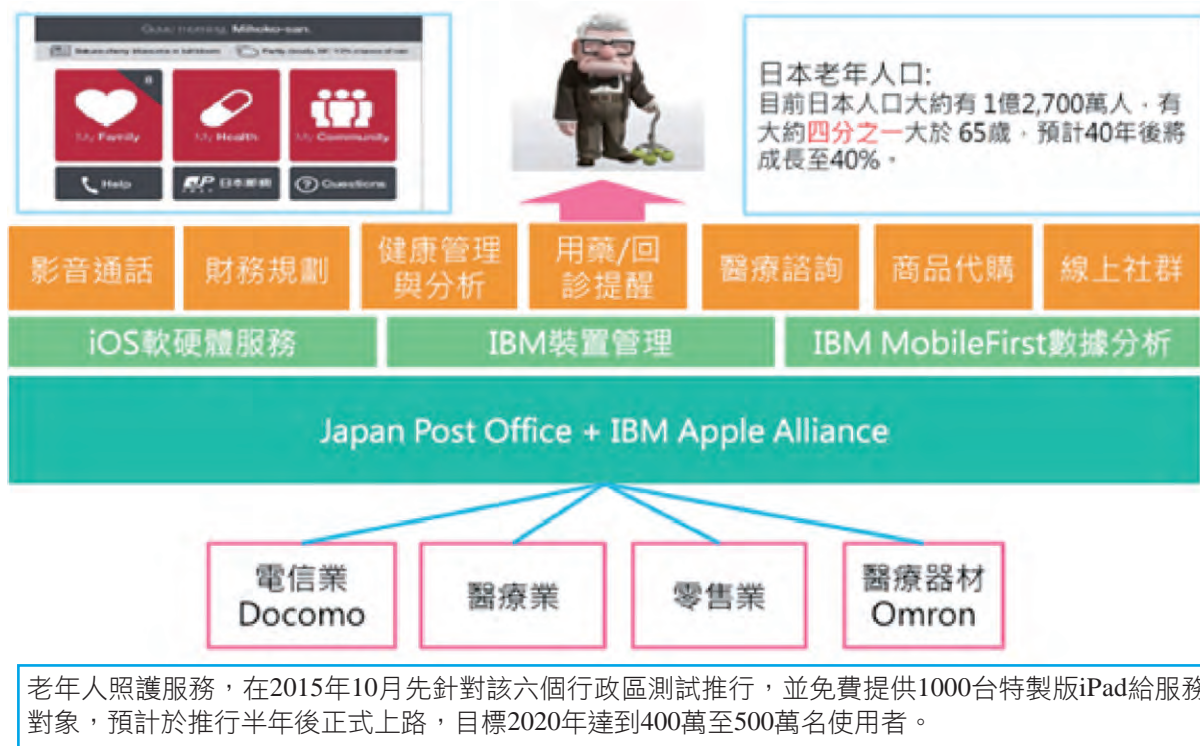 Good morning, Mihoko-san.
My Family
My Health
My Community
Help
日本郵便
Questions
日本老年人口:
目前日本人口大約有 1億2,700萬人，有
大約四分之一大於 65歲，預計40年後將
成長至40%。
影音通話
財務規劃
健康管理
與分析
用藥/回
診提醒
醫療諮詢
商品代購
線上社群
iOS軟硬體服務
IBM裝置管理
IBM MobileFirst數據分析
Japan Post Office + IBM Apple Alliance
電信業
Docomo
醫療業
零售業
醫療器材
Omron
老年人照護服務，在2015年10月先針對該六個行政區測試推行，並免費提供1000台特製版iPad給服務
對象，預計於推行半年後正式上路，目標2020年達到400萬至500萬名使用者。